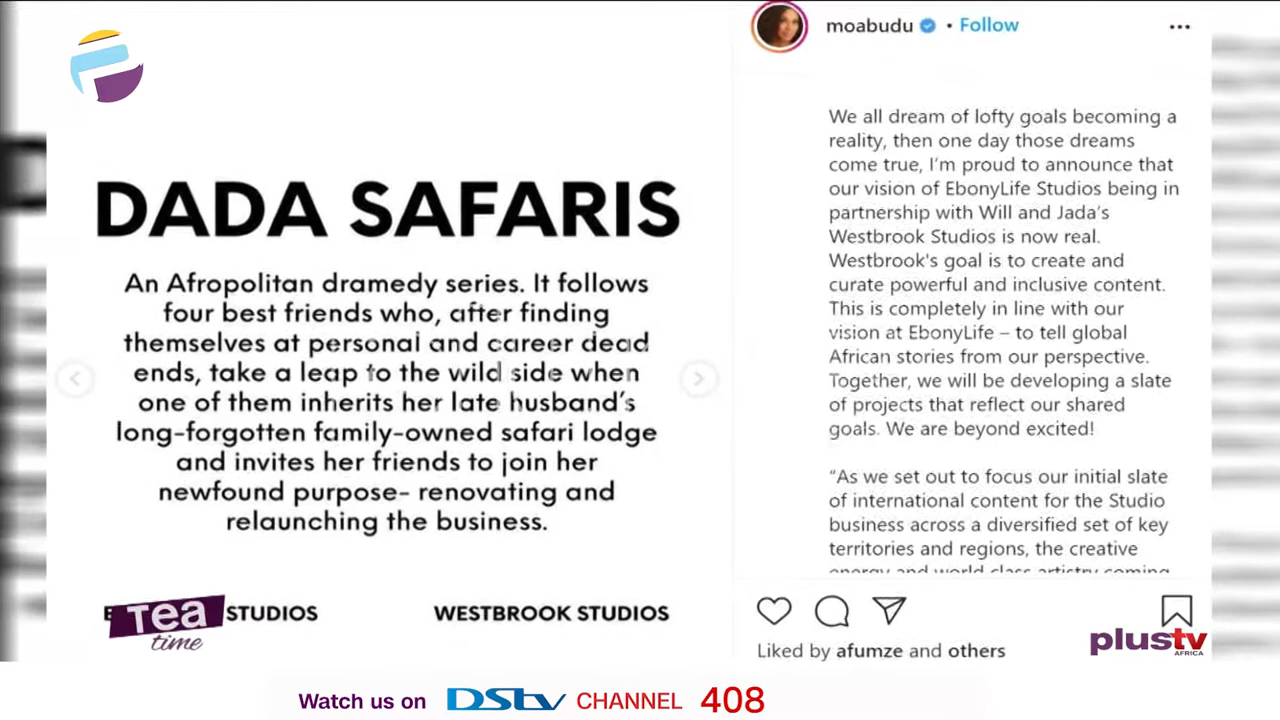 DADA SAFARIS
An Afropolitan dramedy series. It follows
four best friends who, after finding
themselves at personal and career dead
ends, take a leap to the wild side when
one of them inherits her late husband's
long-forgotten family-owned safari lodge
and invites her friends to join her
newfound purpose- renovating and
relaunching the business.
STUDIOS
WESTBROOK STUDIOS
Tea
time
moabudu • Follow
We all dream of lofty goals becoming a
reality, then one day those dreams
come true, I'm proud to announce that
our vision of EbonyLife Studios being in
partnership with Will and Jada's
Westbrook Studios is now real.
Westbrook's goal is to create and
curate powerful and inclusive content.
This is completely in line with our
vision at EbonyLife – to tell global
African stories from our perspective.
Together, we will be developing a slate
of projects that reflect our shared
goals. We are beyond excited!
“As we set out to focus our initial slate
of international content for the Studio
business across a diversified set of key
territories and regions, the creative
energy and world class artistry coming
Liked by afumze and others
plustv
AFRICA
Watch us on DStv CHANNEL 408